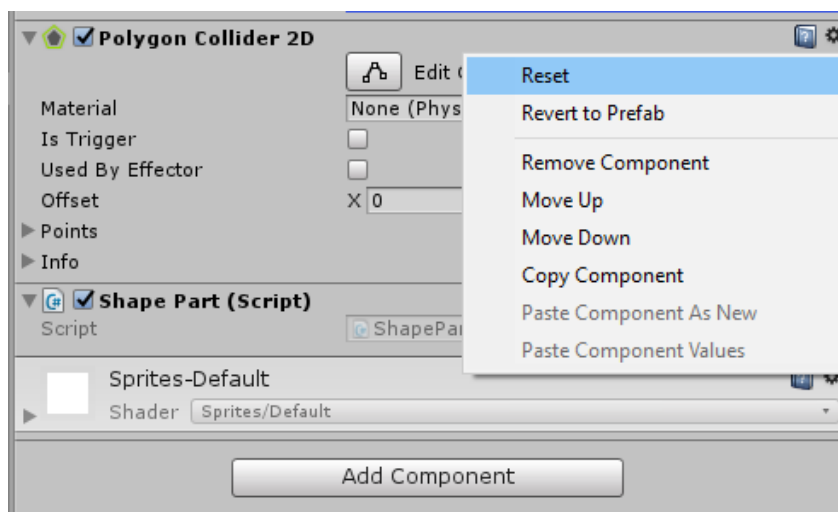 Polygon Collider 2D
Edit
Reset
Material
None (Phys
Revert to Prefab
Is Trigger
Used By Effector
Remove Component
Offset
X 0
Move Up
Points
Move Down
Info
Copy Component
Shape Part (Script)
Paste Component As New
Script
ShapePar
Paste Component Values
Sprites-Default
Shader Sprites/Default
Add Component